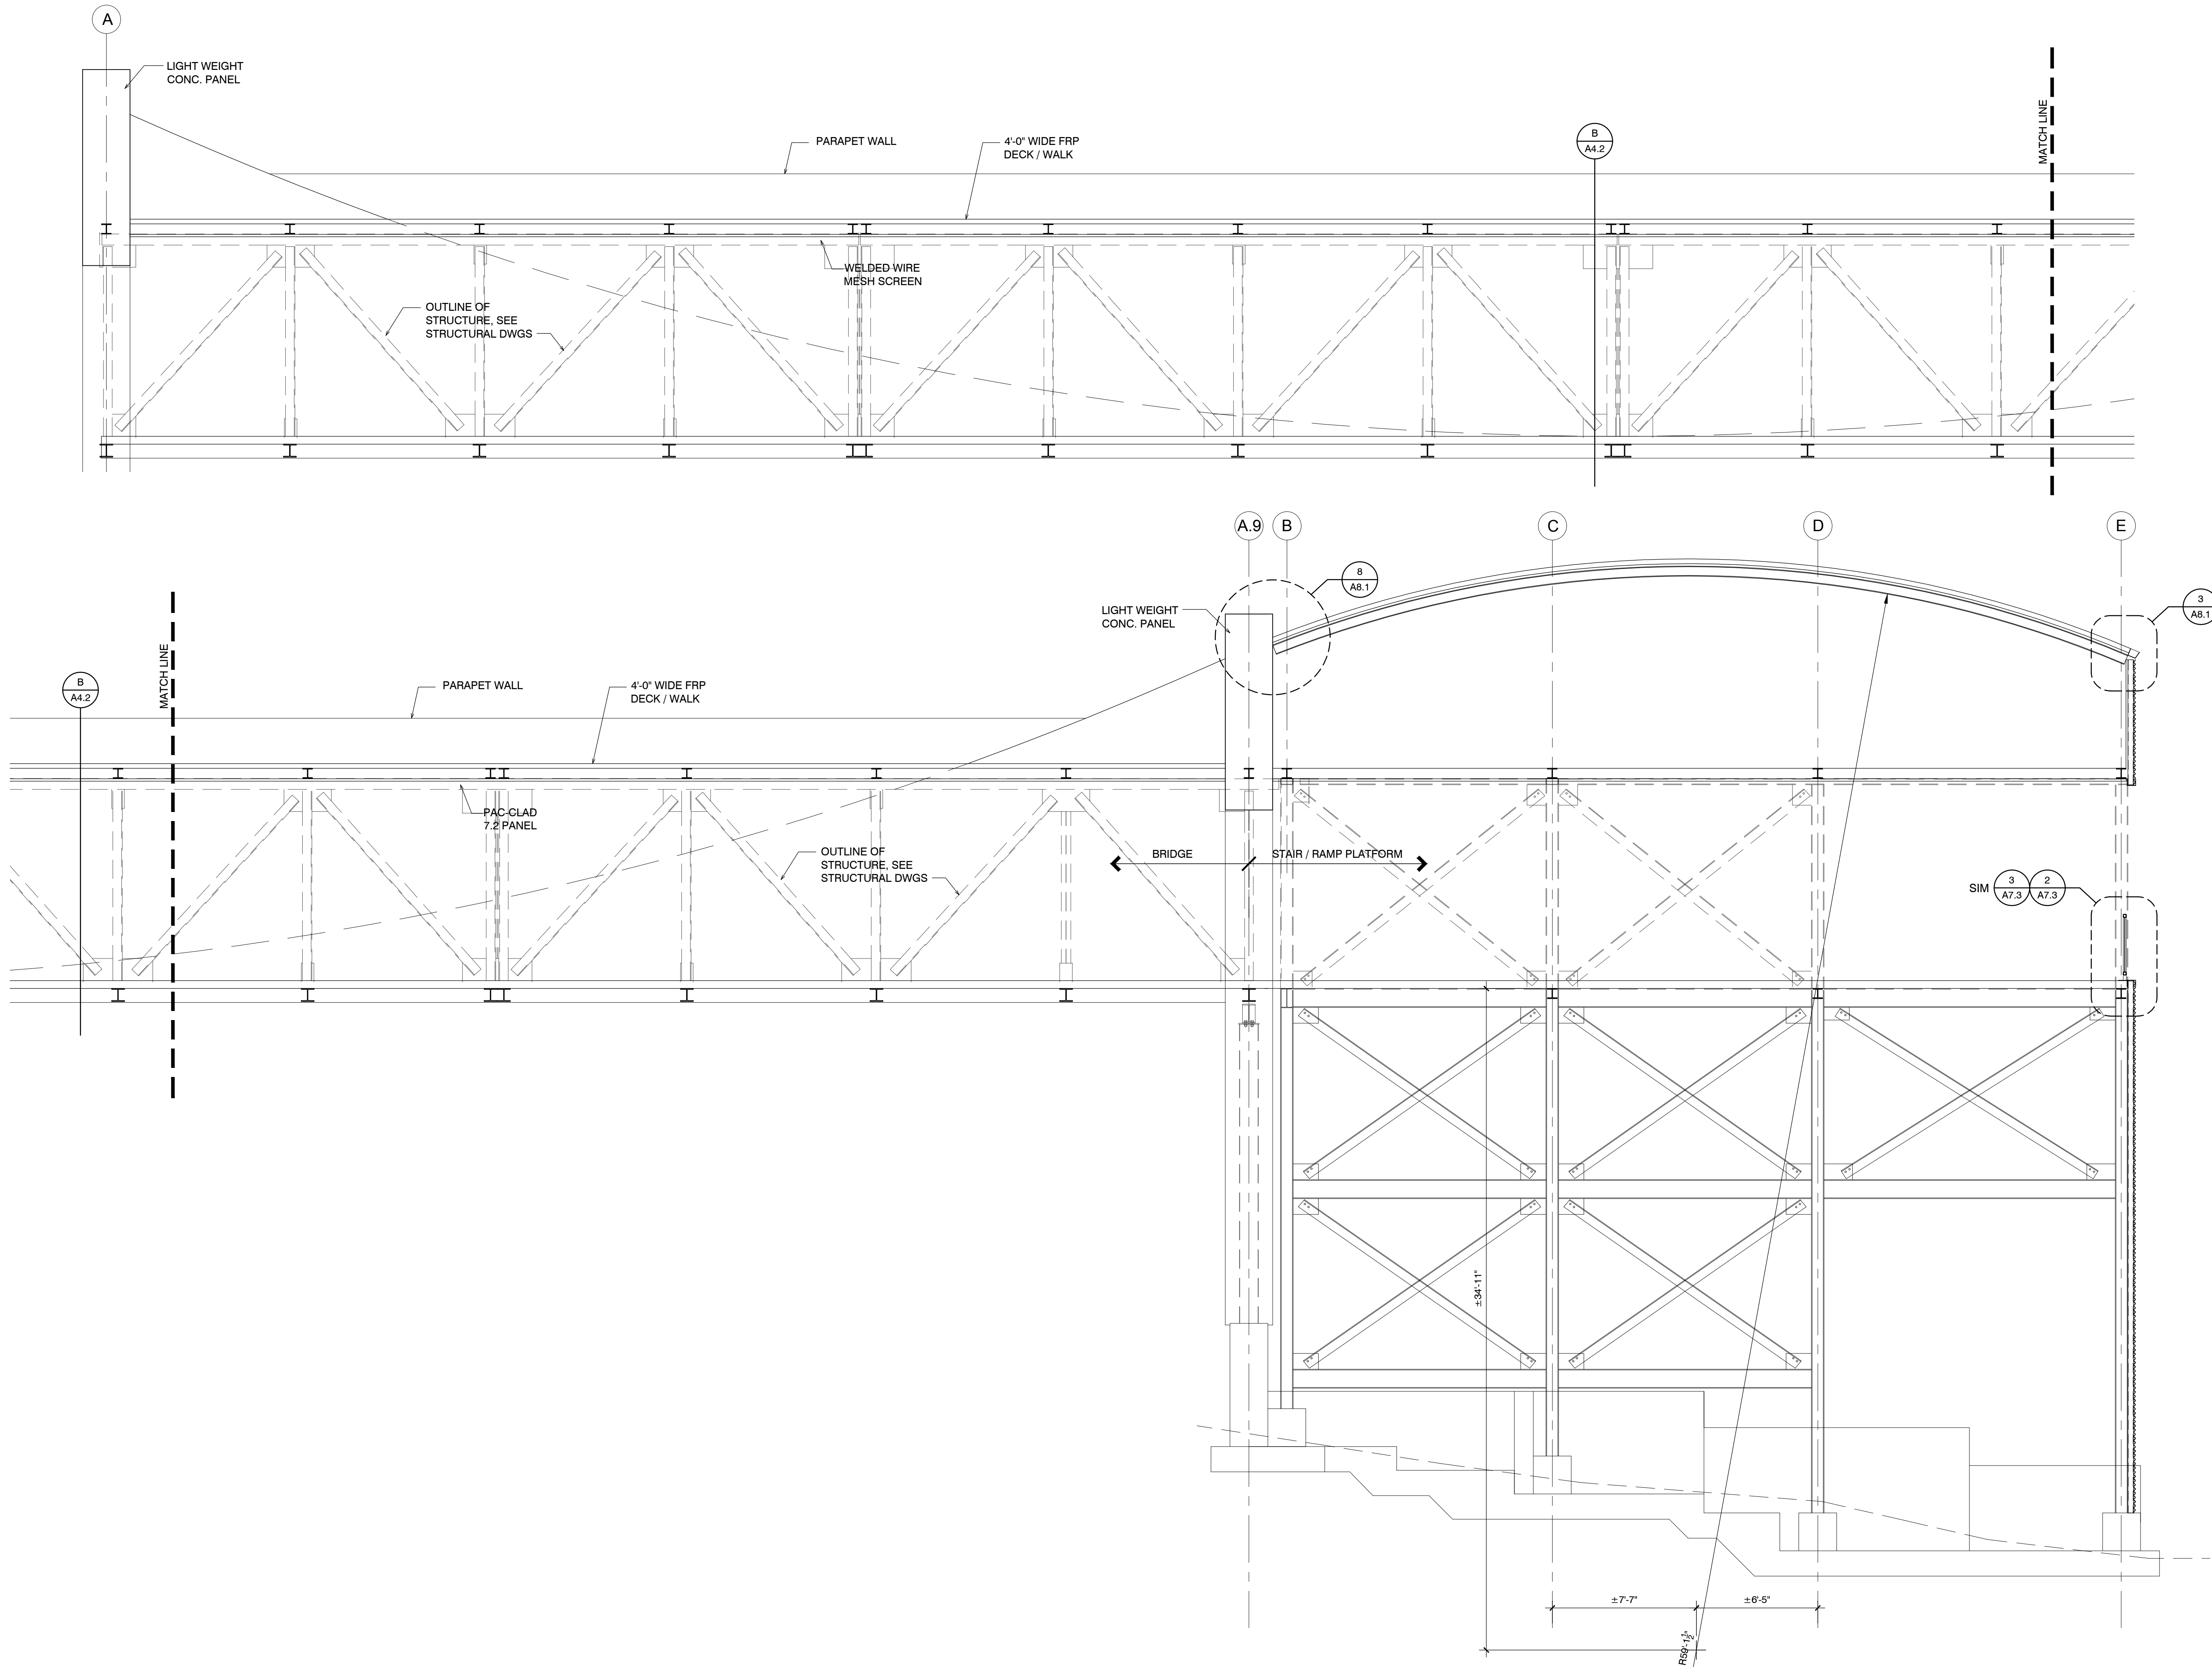 A
LIGHT WEIGHT
CONC. PANEL
PARAPET WALL
4'-0" WIDE FRP
DECK / WALK
B
A4.2
MATCH LINE
WELDED WIRE
MESH SCREEN
OUTLINE OF
STRUCTURE, SEE
STRUCTURAL DWGS
A.9
B
C
D
E
8
A8.1
3
A8.1
LIGHT WEIGHT
CONC. PANEL
MATCH LINE
B
A4.2
PARAPET WALL
4'-0" WIDE FRP
DECK / WALK
PAC-CLAD
7.2 PANEL
OUTLINE OF
STRUCTURE, SEE
STRUCTURAL DWGS
BRIDGE
STAIR / RAMP PLATFORM
SIM
3
A7.3
2
A7.3
±34'-11"
±7'-7"
±6'-5"
R59'-1½"